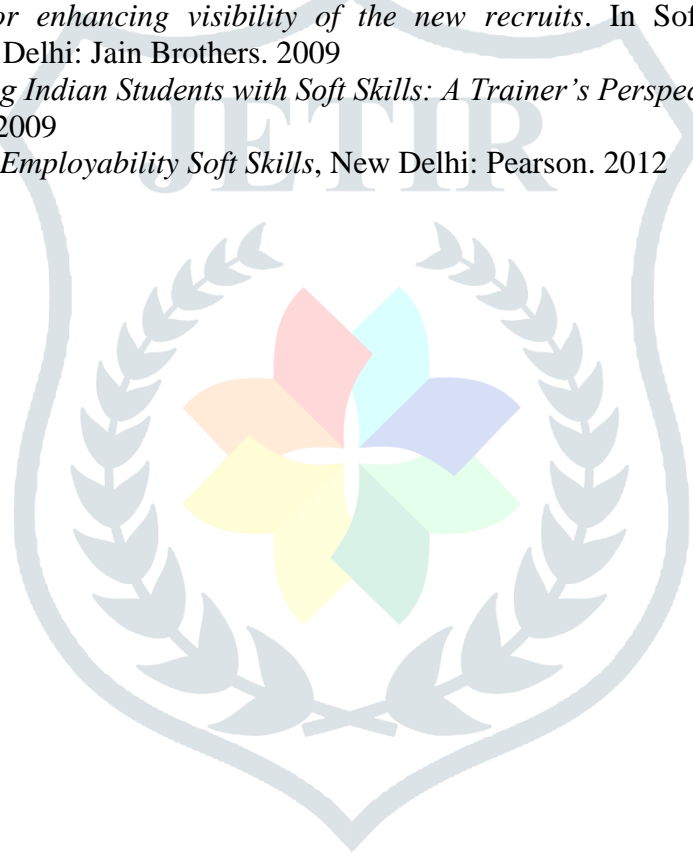 or enhancing visibility of the new recruits. In Sof
Delhi: Jain Brothers. 2009
g Indian Students with Soft Skills: A Trainer's Perspec
2009
Employability Soft Skills, New Delhi: Pearson. 2012
JETIR